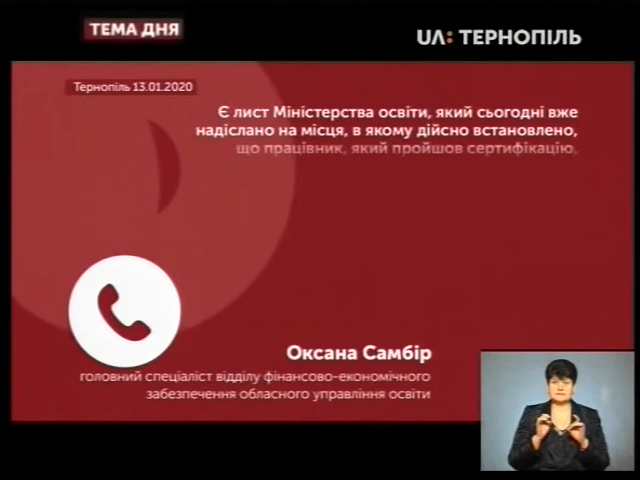 ТЕМА ДНЯ
UA: ТЕРНОПІЛЬ
Тернопіль 13.01.2020
Є лист Міністерства освіти, який сьогодні вже
надіслано на місця, в якому дійсно встановлено,
що працівник, який пройшов сертифікацію,
Оксана Самбір
головний спеціаліст відділу фінансово-економічного
забезпечення обласного управління освіти